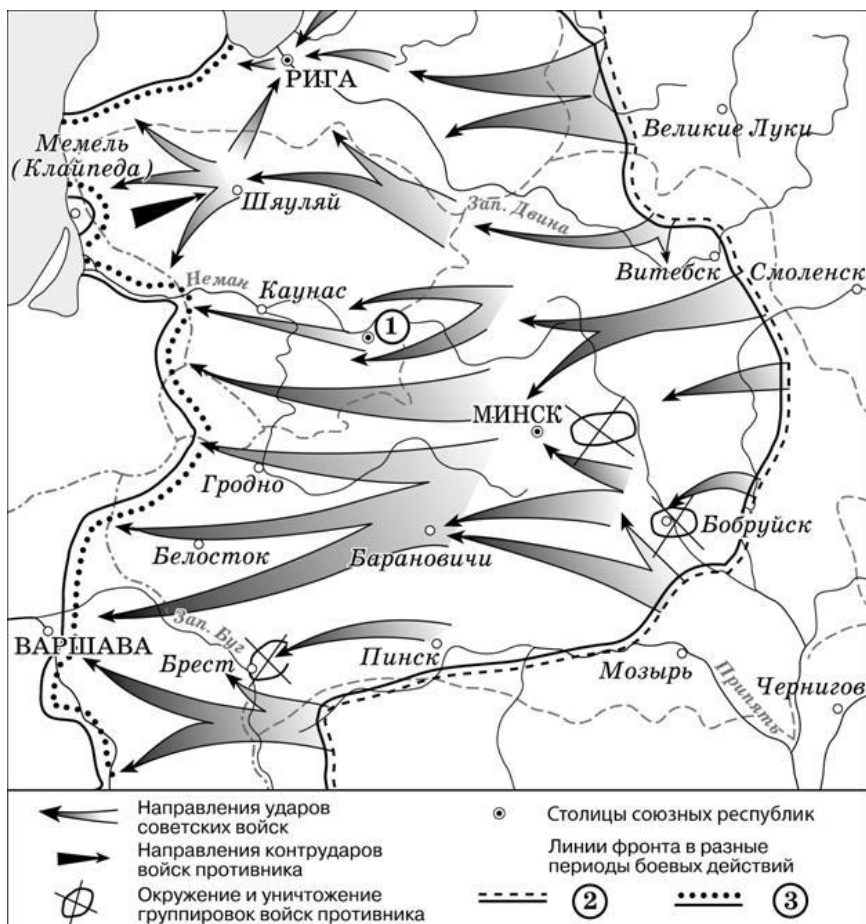 РИГА
Великие Луки
Мемель
(Клайпеда)
Шяуляй
Зап. Двина
Витебск
Смоленск
Неман
Каунас
1
МИНСК
Гродно
Бобруйск
Белосток
Барановичи
Зап. Буг
ВАРШАВА
Брест
Пинск
Мозырь
Припять
Чернигов
Направления ударов
советских войск
Направления контрударов
войск противника
Окружение и уничтожение
группировок войск противника
Столицы союзных республик
Линии фронта в разные
периоды боевых действий
2
3